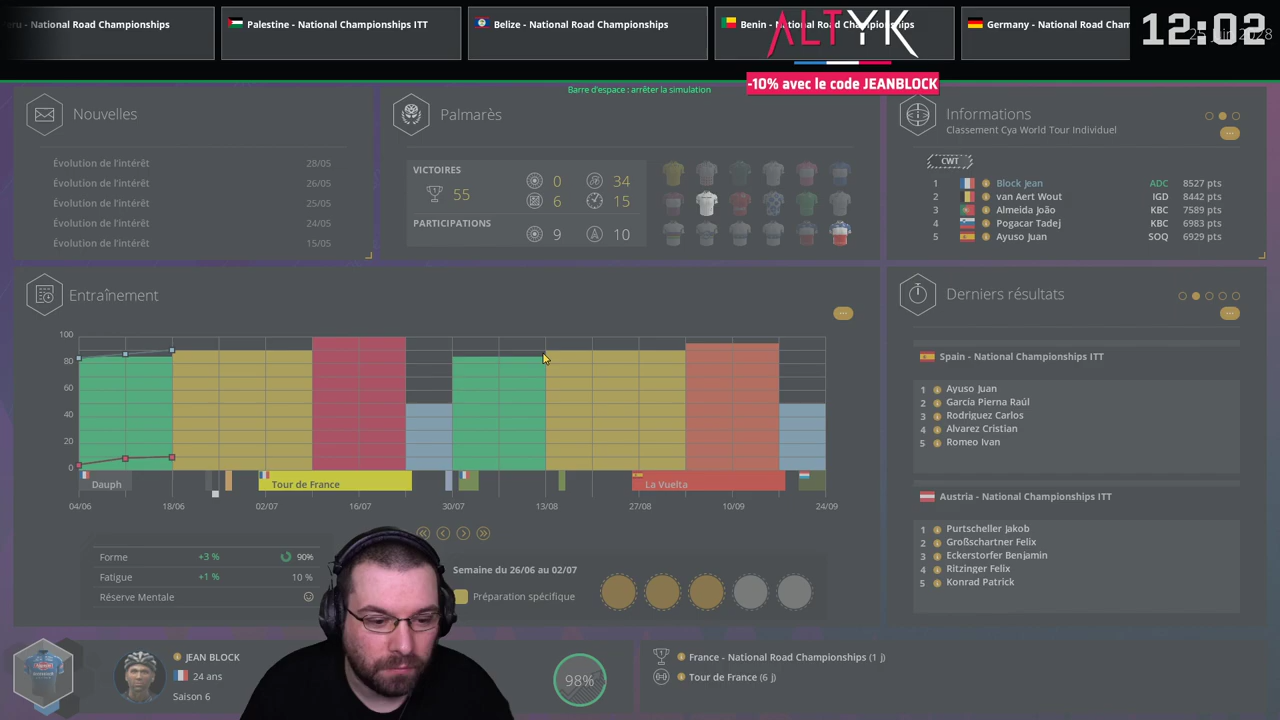 ru - National Road Championships
Palestine - National Championships ITT
Belize - National Road Championships
Benin - National Road Championships
Germany - National Road Cham
ALTYK
12:02
25 juin 2028
-10% avec le code JEANBLOCK
Barre d'espace : arrêter la simulation
Nouvelles
Évolution de l'intérêt 28/05
Évolution de l'intérêt 26/05
Évolution de l'intérêt 25/05
Évolution de l'intérêt 24/05
Évolution de l'intérêt 15/05
Palmarès
VICTOIRES
55
0 34
6 15
PARTICIPATIONS
9 10
Informations
Classement Cya World Tour Individuel
CWT
1 Block Jean ADC 8527 pts
2 van Aert Wout IGD 8442 pts
3 Almeida João KBC 7589 pts
4 Pogacar Tadej KBC 6983 pts
5 Ayuso Juan SOQ 6929 pts
Entraînement
100
80
60
40
20
0
Dauph
Tour de France
La Vuelta
04/06 18/06 02/07 16/07 30/07 13/08 27/08 10/09 24/09
Forme +3 % 90%
Fatigue +1 % 10 %
Réserve Mentale
Semaine du 26/06 au 02/07
Préparation spécifique
Derniers résultats
Spain - National Championships ITT
1 Ayuso Juan
2 García Pierna Raúl
3 Rodriguez Carlos
4 Alvarez Cristian
5 Romeo Ivan
Austria - National Championships ITT
1 Purtscheller Jakob
2 Großschartner Felix
3 Eckerstorfer Benjamin
4 Ritzinger Felix
5 Konrad Patrick
JEAN BLOCK
24 ans
Saison 6
98%
France - National Road Championships (1 j)
Tour de France (6 j)